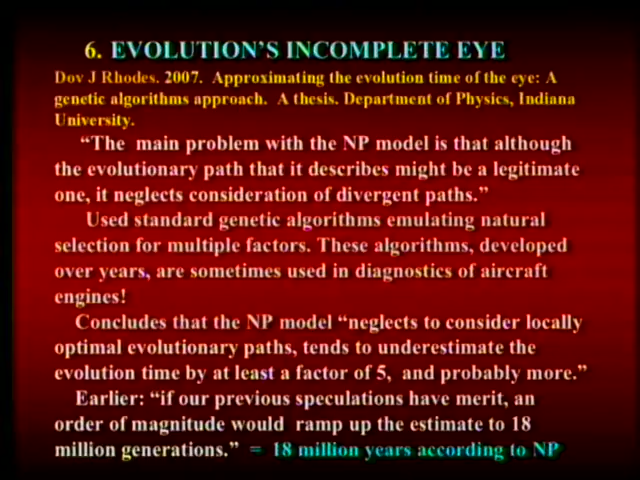 6. EVOLUTION'S INCOMPLETE EYE
Dov J Rhodes. 2007. Approximating the evolution time of the eye: A
genetic algorithms approach. A thesis. Department of Physics, Indiana
University.
"The main problem with the NP model is that although
the evolutionary path that it describes might be a legitimate
one, it neglects consideration of divergent paths."
Used standard genetic algorithms emulating natural
selection for multiple factors. These algorithms, developed
over years, are sometimes used in diagnostics of aircraft
engines!
Concludes that the NP model "neglects to consider locally
optimal evolutionary paths, tends to underestimate the
evolution time by at least a factor of 5, and probably more."
Earlier: "if our previous speculations have merit, an
order of magnitude would ramp up the estimate to 18
million generations." = 18 million years according to NP